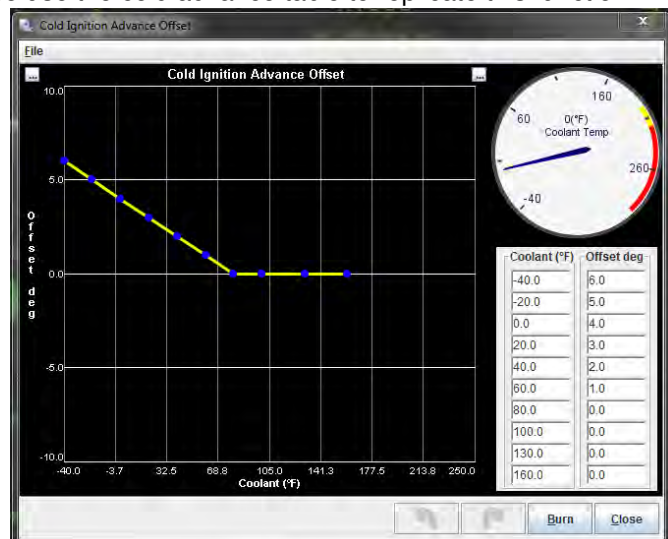 Cold Ignition Advance Offset
File
... Cold Ignition Advance Offset ...
10.0
5.0
0.0
-5.0
-10.0
Offset deg
-40.0 -3.7 32.5 68.8 105.0 141.3 177.5 213.8 250.0
Coolant (°F)
160
60
0(°F)
Coolant Temp
260
-40
Coolant (°F) Offset deg
-40.0 6.0
-20.0 5.0
0.0 4.0
20.0 3.0
40.0 2.0
60.0 1.0
80.0 0.0
100.0 0.0
130.0 0.0
160.0 0.0
Burn Close